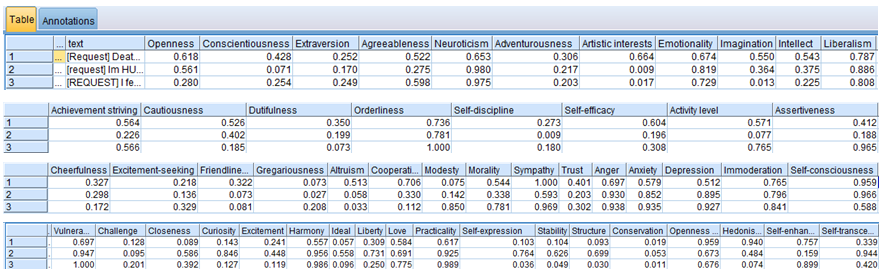 Table Annotations
... text Openness Conscientiousness Extraversion Agreeableness Neuroticism Adventurousness Artistic interests Emotionality Imagination Intellect Liberalism
1 ... [Request] Deat... 0.618 0.428 0.252 0.522 0.653 0.306 0.664 0.674 0.550 0.543 0.787
2 ... [request] Im HU... 0.561 0.071 0.170 0.275 0.980 0.217 0.009 0.819 0.364 0.375 0.886
3 ... [REQUEST] I fe... 0.280 0.254 0.249 0.598 0.975 0.203 0.017 0.729 0.013 0.225 0.808
Achievement striving Cautiousness Dutifulness Orderliness Self-discipline Self-efficacy Activity level Assertiveness
1 0.564 0.526 0.350 0.736 0.273 0.604 0.571 0.412
2 0.226 0.402 0.199 0.781 0.009 0.196 0.077 0.188
3 0.566 0.185 0.073 1.000 0.180 0.308 0.765 0.965
Cheerfulness Excitement-seeking Friendline... Gregariousness Altruism Cooperati... Modesty Morality Sympathy Trust Anger Anxiety Depression Immoderation Self-consciousness
1 0.327 0.218 0.322 0.073 0.513 0.706 0.075 0.544 1.000 0.401 0.697 0.579 0.512 0.765 0.959
2 0.298 0.136 0.073 0.027 0.058 0.330 0.142 0.338 0.593 0.203 0.930 0.852 0.895 0.796 0.966
3 0.172 0.329 0.081 0.208 0.033 0.112 0.850 0.781 0.969 0.302 0.938 0.935 0.927 0.841 0.588
Vulnera... Challenge Closeness Curiosity Excitement Harmony Ideal Liberty Love Practicality Self-expression Stability Structure Conservation Openness ... Hedonis... Self-enhan... Self-transce...
1 0.697 0.128 0.089 0.143 0.241 0.557 0.057 0.309 0.584 0.617 0.103 0.104 0.093 0.019 0.959 0.940 0.757 0.339
2 0.947 0.095 0.586 0.846 0.448 0.956 0.558 0.731 0.691 0.925 0.764 0.626 0.699 0.053 0.673 0.484 0.159 0.992
3 1.000 0.201 0.392 0.127 0.119 0.986 0.096 0.250 0.775 0.989 0.036 0.049 0.030 0.011 0.676 0.074 0.899 0.420